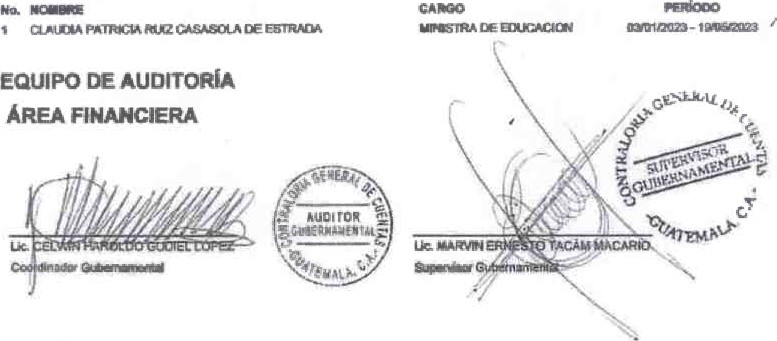 No. NOMBRE CARGO PERÍODO
1 CLAUDIA PATRICIA RUIZ CASASOLA DE ESTRADA MINISTRA DE EDUCACION 03/01/2023 - 19/05/2023
EQUIPO DE AUDITORÍA
ÁREA FINANCIERA
CONTRALORIA GENERAL DE CUENTAS
AUDITOR
GUBERNAMENTAL
-GUATEMALA, C.A.-
CONTRALORIA GENERAL DE CUENTAS
SUPERVISOR
GUBERNAMENTAL
-GUATEMALA, C.A.-
Lic. CELWIN HAROLDO GUDIEL LOPEZ Lic. MARVIN ERNESTO TACÁM MACARIO
Coordinador Gubernamental Supervisor Gubernamental